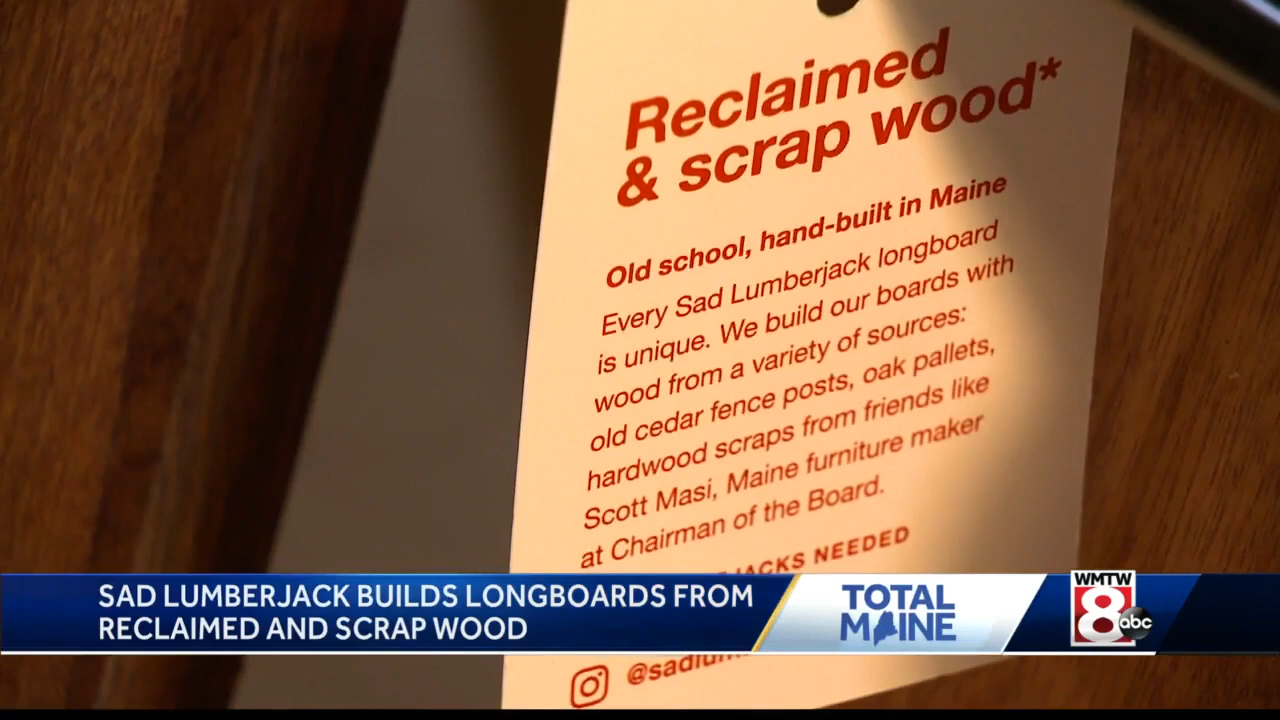 Reclaimed
& scrap wood*
Old school, hand-built in Maine
Every Sad Lumberjack longboard
is unique. We build our boards with
wood from a variety of sources:
old cedar fence posts, oak pallets,
hardwood scraps from friends like
Scott Masi, Maine furniture maker
at Chairman of the Board.
NEEDED
SAD LUMBERJACK BUILDS LONGBOARDS FROM
RECLAIMED AND SCRAP WOOD
TOTAL
MAINE
WMTW
8
abc